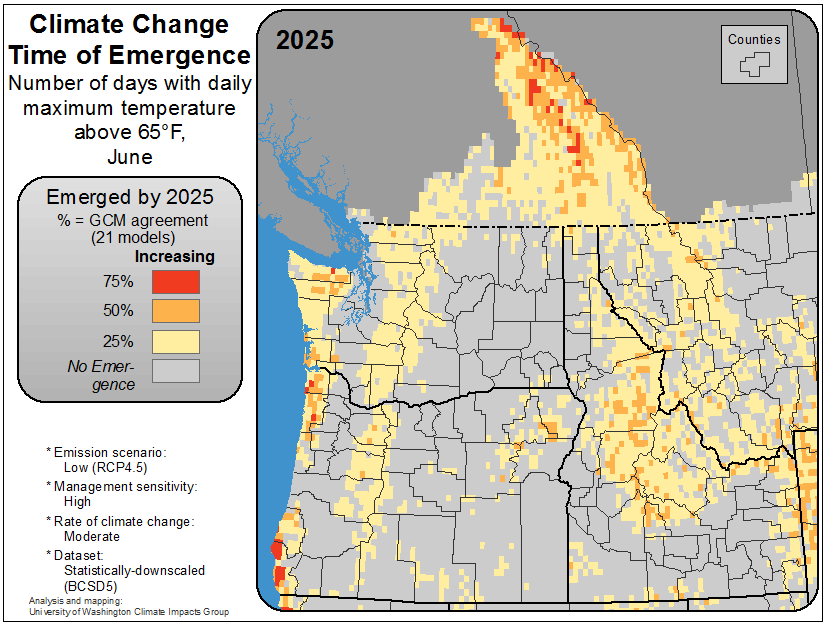 Climate Change
Time of Emergence
Number of days with daily
maximum temperature
above 65°F,
June
Emerged by 2025
% = GCM agreement
(21 models)
Increasing
75%
50%
25%
No Emer-
gence
* Emission scenario:
Low (RCP4.5)
* Management sensitivity:
High
* Rate of climate change:
Moderate
* Dataset:
Statistically-downscaled
(BCSD5)
Analysis and mapping:
University of Washington Climate Impacts Group
2025
Counties